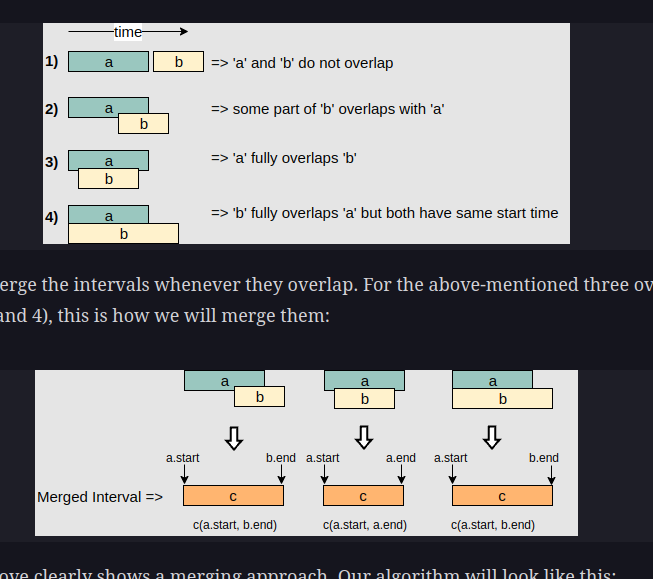 time
1) a b => 'a' and 'b' do not overlap
2) a => some part of 'b' overlaps with 'a'
b
3) a => 'a' fully overlaps 'b'
b
4) a => 'b' fully overlaps 'a' but both have same start time
b
erge the intervals whenever they overlap. For the above-mentioned three ov
and 4), this is how we will merge them:
a a a
b b b
a.start b.end a.start a.end a.start b.end
Merged Interval => c c c
c(a.start, b.end) c(a.start, a.end) c(a.start, b.end)
ove clearly shows a merging approach. Our algorithm will look like this: